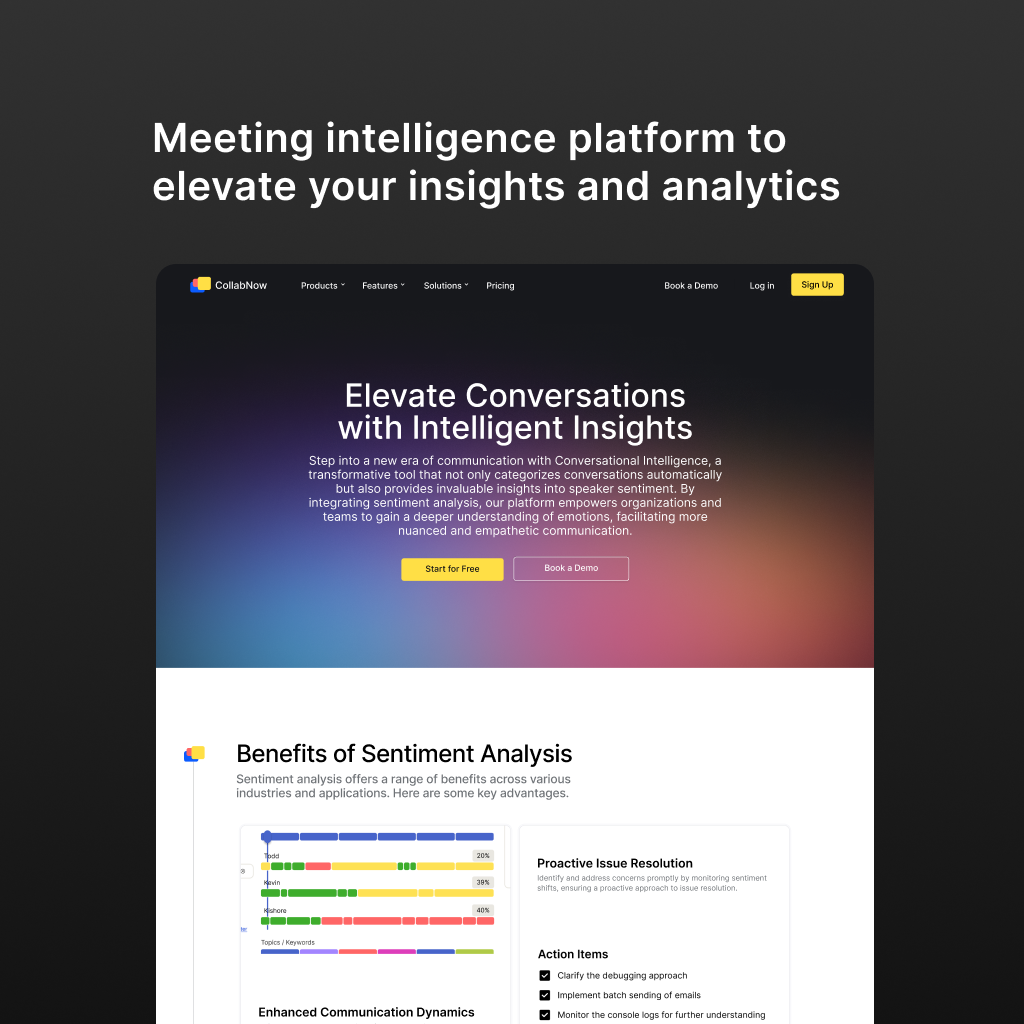 Meeting intelligence platform to
elevate your insights and analytics
CollabNow
Products
Features
Solutions
Pricing
Book a Demo
Log in
Sign Up
Elevate Conversations
with Intelligent Insights
Step into a new era of communication with Conversational Intelligence, a
transformative tool that not only categorizes conversations automatically
but also provides invaluable insights into speaker sentiment. By
integrating sentiment analysis, our platform empowers organizations and
teams to gain a deeper understanding of emotions, facilitating more
nuanced and empathetic communication.
Start for Free
Book a Demo
Benefits of Sentiment Analysis
Sentiment analysis offers a range of benefits across various
industries and applications. Here are some key advantages.
Todd
20%
Kevin
39%
Kishore
40%
Topics / Keywords
Enhanced Communication Dynamics
Proactive Issue Resolution
Identify and address concerns promptly by monitoring sentiment
shifts, ensuring a proactive approach to issue resolution.
Action Items
Clarify the debugging approach
Implement batch sending of emails
Monitor the console logs for further understanding